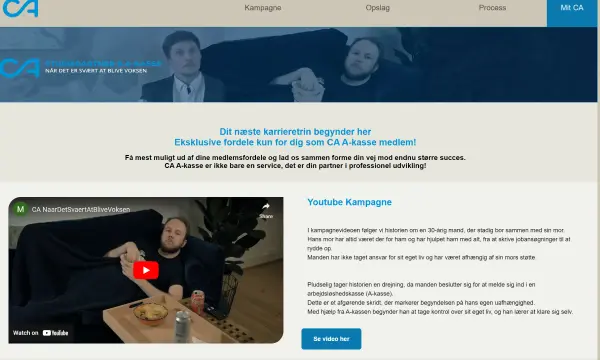 CA
Kampagne
Opslag
Process
Mit CA
CA
NÅR DET ER SVÆRT AT BLIVE VOKSEN
Dit næste karrieretrin begynder her
Eksklusive fordele kun for dig som CA A-kasse medlem!
Få mest muligt ud af dine medlemsfordele og lad os sammen forme din vej mod endnu større succes.
CA A-kasse er ikke bare en service, det er din partner i professionel udvikling!
M
CA NaarDetSvaertAtBliveVoksen
Share
Watch on YouTube
Youtube Kampagne
I kampagnevideoen følger vi historien om en 30-årig mand, der stadig bor sammen med sin mor.
Hans mor har altid været der for ham og har hjulpet ham med alt, fra at skrive jobansøgninger til at
rydde op.
Manden har ikke taget ansvar for sit eget liv og har været afhængig af sin mors støtte.
Pludselig tager historien en drejning, da manden beslutter sig for at melde sig ind i en
arbejdsløshedskasse (A-kasse).
Dette er et afgørende skridt, der markerer begyndelsen på hans egen uafhængighed.
Med hjælp fra A-kassen begynder han at tage kontrol over sit eget liv, og han lærer at klare sig selv.
Se video her